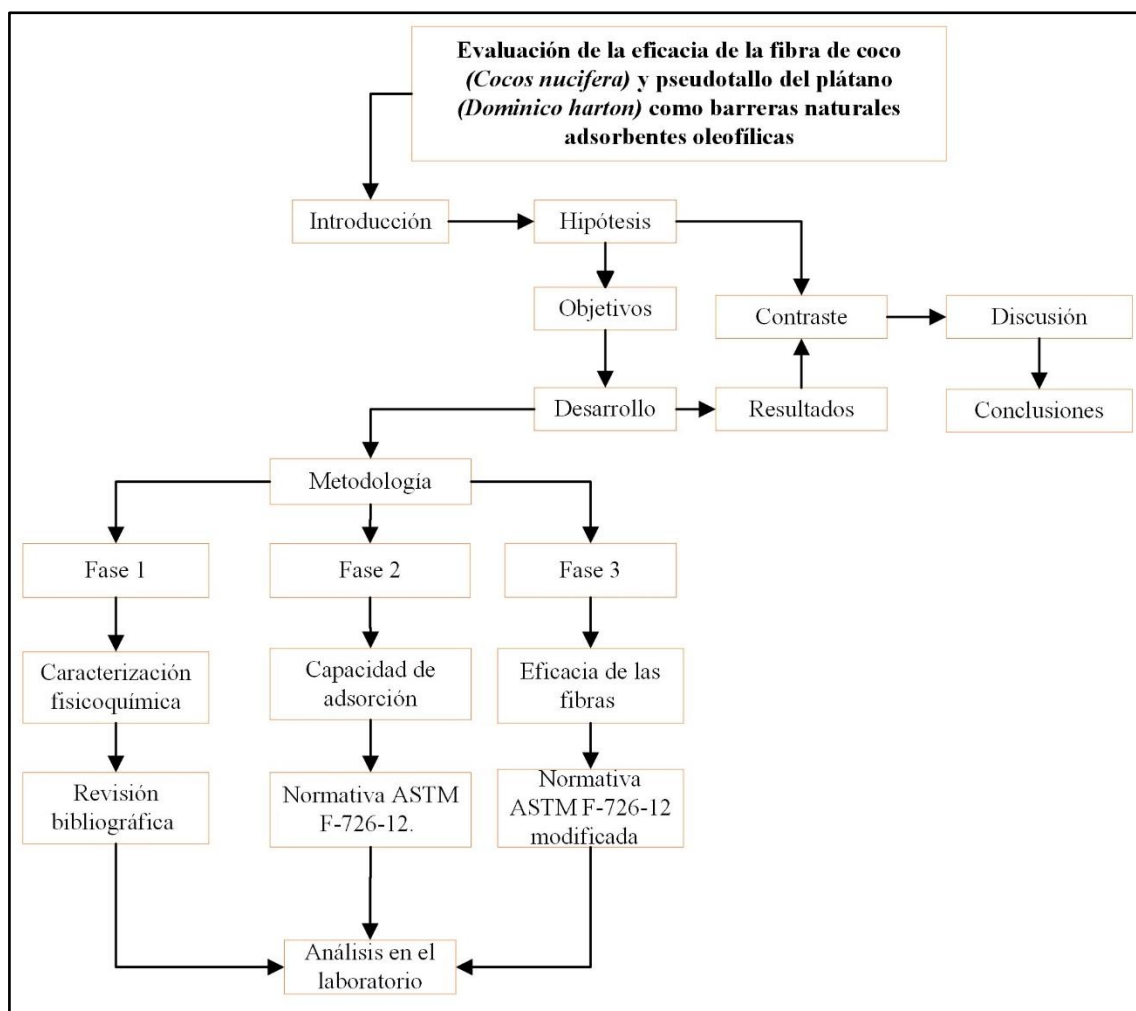 Evaluación de la eficacia de la fibra de coco
(Cocos nucifera) y pseudotallo del plátano
(Dominico harton) como barreras naturales
adsorbentes oleofílicas
Introducción
Hipótesis
Objetivos
Contraste
Discusión
Desarrollo
Resultados
Conclusiones
Metodología
Fase 1
Fase 2
Fase 3
Caracterización
fisicoquímica
Capacidad de
adsorción
Eficacia de las
fibras
Revisión
bibliográfica
Normativa ASTM
F-726-12.
Normativa
ASTM F-726-12
modificada
Análisis en el
laboratorio